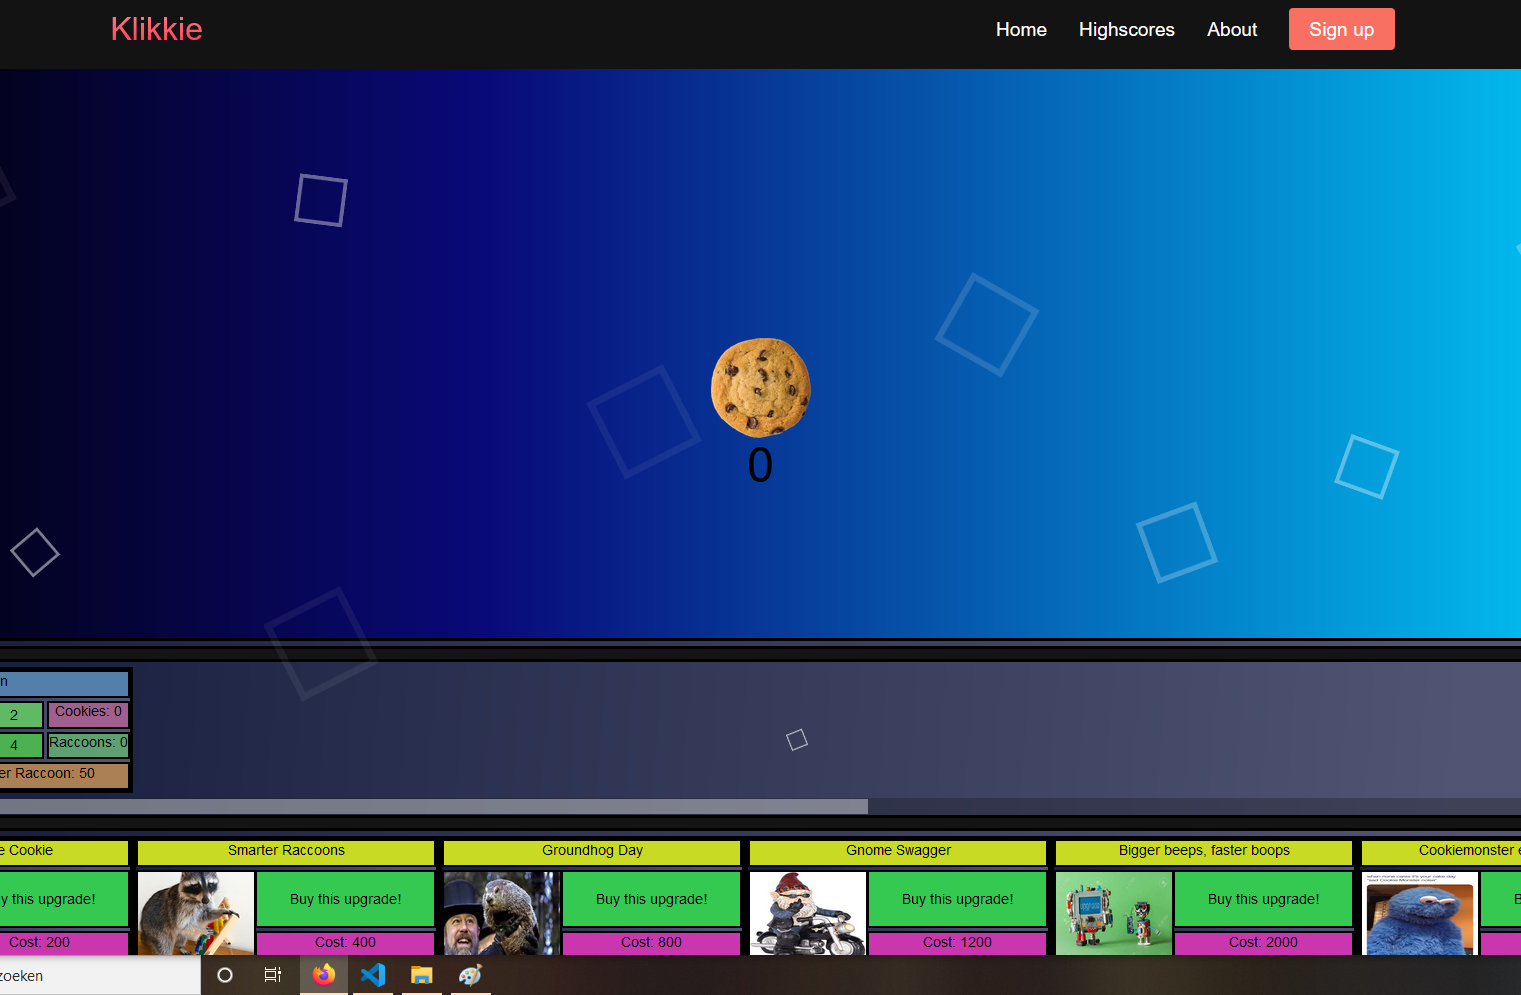 Klikkie
Home Highscores About Sign up
0
n
2 Cookies: 0
4 Raccoons: 0
er Raccoon: 50
e Cookie Smarter Raccoons Groundhog Day Gnome Swagger Bigger beeps, faster boops Cookiemonster
y this upgrade! Buy this upgrade! Buy this upgrade! Buy this upgrade! Buy this upgrade! B
Cost: 200 Cost: 400 Cost: 800 Cost: 1200 Cost: 2000
zoeken